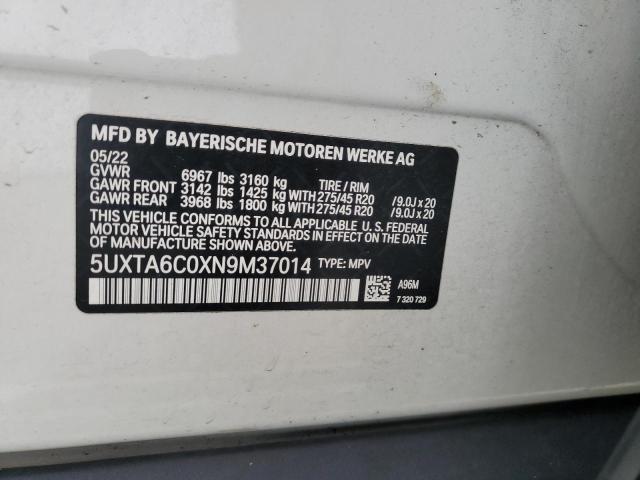 MFD BY BAYERISCHE MOTOREN WERKE AG
05/22
GVWR 6967 lbs 3160 kg TIRE / RIM
GAWR FRONT 3142 lbs 1425 kg WITH 275/45 R20 / 9.0J x 20
GAWR REAR 3968 lbs 1800 kg WITH 275/45 R20 / 9.0J x 20
THIS VEHICLE CONFORMS TO ALL APPLICABLE U.S.
FEDERAL MOTOR VEHICLE SAFETY STANDARDS IN
EFFECT ON THE DATE OF MANUFACTURE SHOWN ABOVE.
5UXTA6C0XN9M37014 TYPE: MPV
A96M
7 320 729